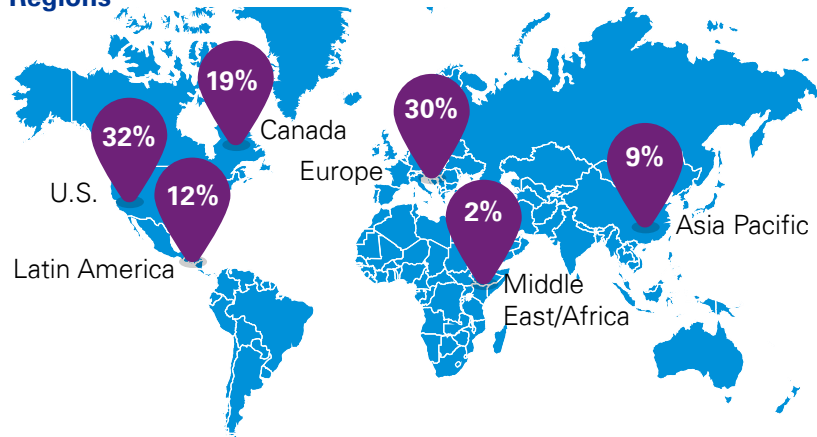 Regions
19%
Canada
32%
U.S.
12%
Latin America
30%
Europe
2%
Middle
East/Africa
9%
Asia Pacific